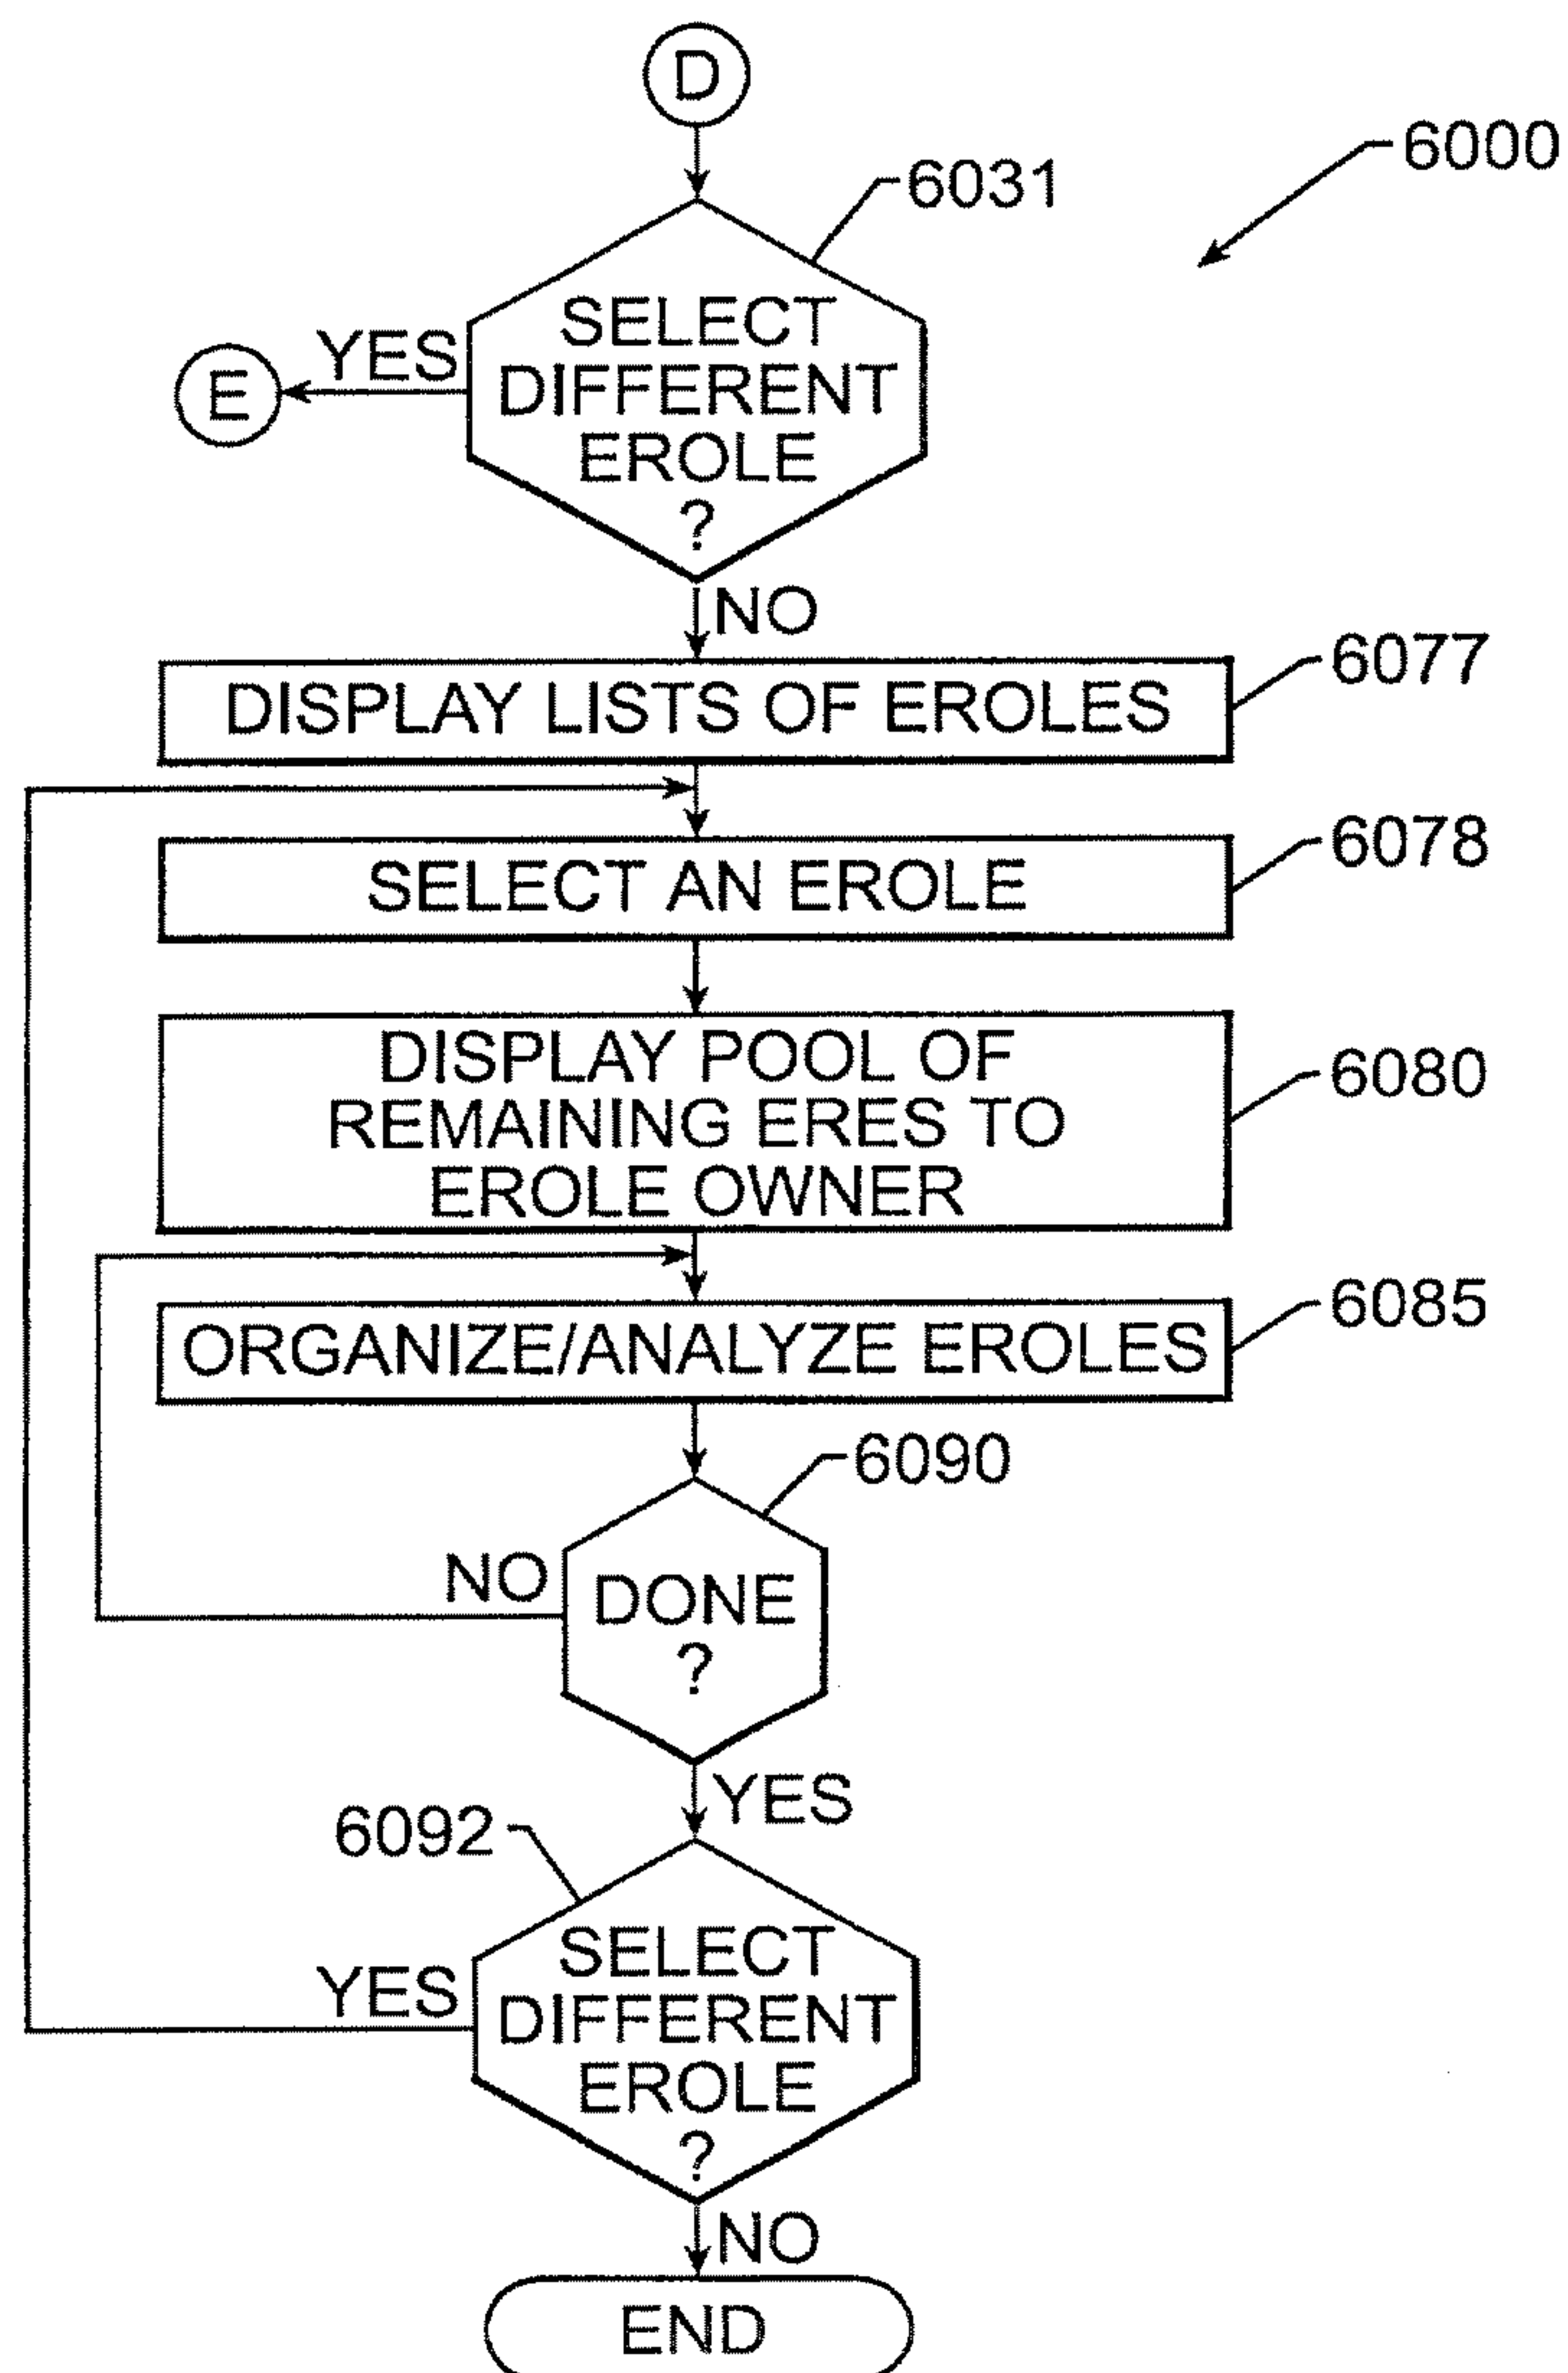 D
6000
6031
SELECT
DIFFERENT
EROLE
?
YES
E
NO
DISPLAY LISTS OF EROLES
6077
SELECT AN EROLE
6078
DISPLAY POOL OF
REMAINING ERES TO
EROLE OWNER
6080
ORGANIZE/ANALYZE EROLES
6085
6090
DONE
?
NO
YES
6092
SELECT
DIFFERENT
EROLE
?
YES
NO
END